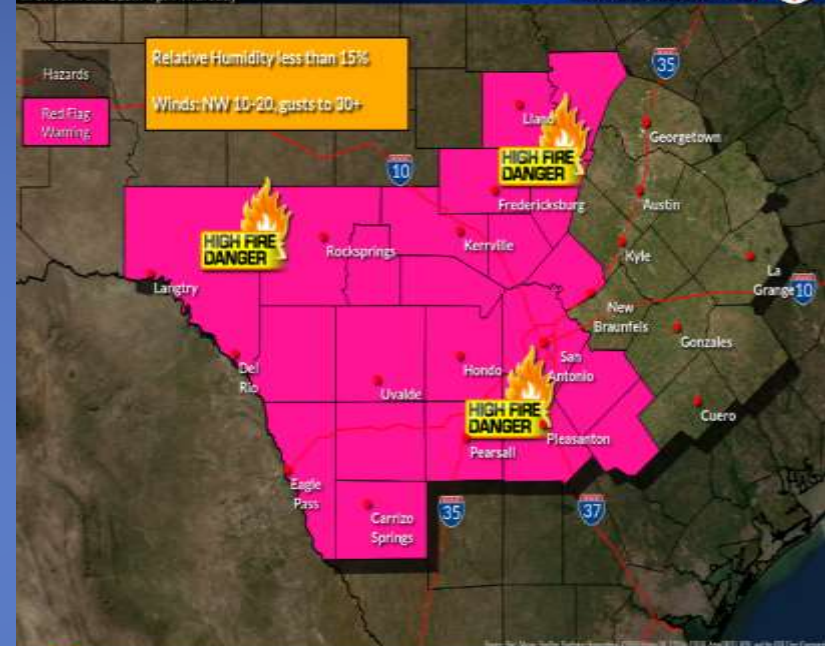 Hazards
Red Flag
Warning
Relative Humidity less than 15%
Winds: NW 10-20, gusts to 30+
35
Llano
Georgetown
HIGH FIRE
DANGER
10
Fredericksburg
Austin
HIGH FIRE
DANGER
Rocksprings
Kerrville
Kyle
La
Grange
10
Langtry
New
Braunfels
Gonzales
Del
Rio
Hondo
San
Antonio
Uvalde
HIGH FIRE
DANGER
Cuero
Pleasanton
Pearsall
Eagle
Pass
Carrizo
Springs
35
37